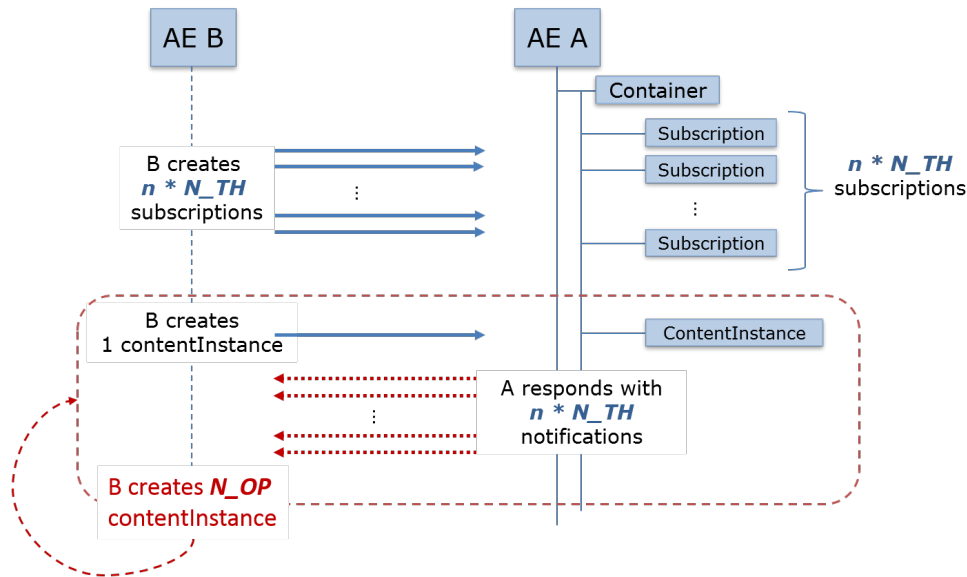 AE B
AE A
Container
Subscription
B creates
n * N_TH
subscriptions
⋮
Subscription
n * N_TH
subscriptions
⋮
Subscription
B creates
1 contentInstance
ContentInstance
A responds with
n * N_TH
notifications
⋮
B creates N_OP
contentInstance